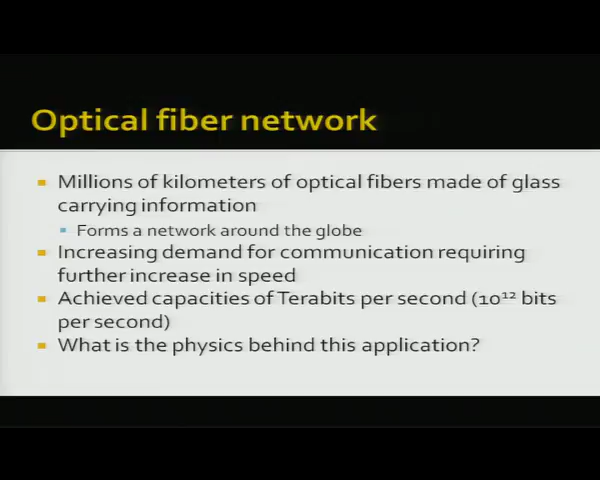 Optical fiber network
Millions of kilometers of optical fibers made of glass
carrying information
Forms a network around the globe
Increasing demand for communication requiring
further increase in speed
Achieved capacities of Terabits per second (10¹² bits
per second)
What is the physics behind this application?